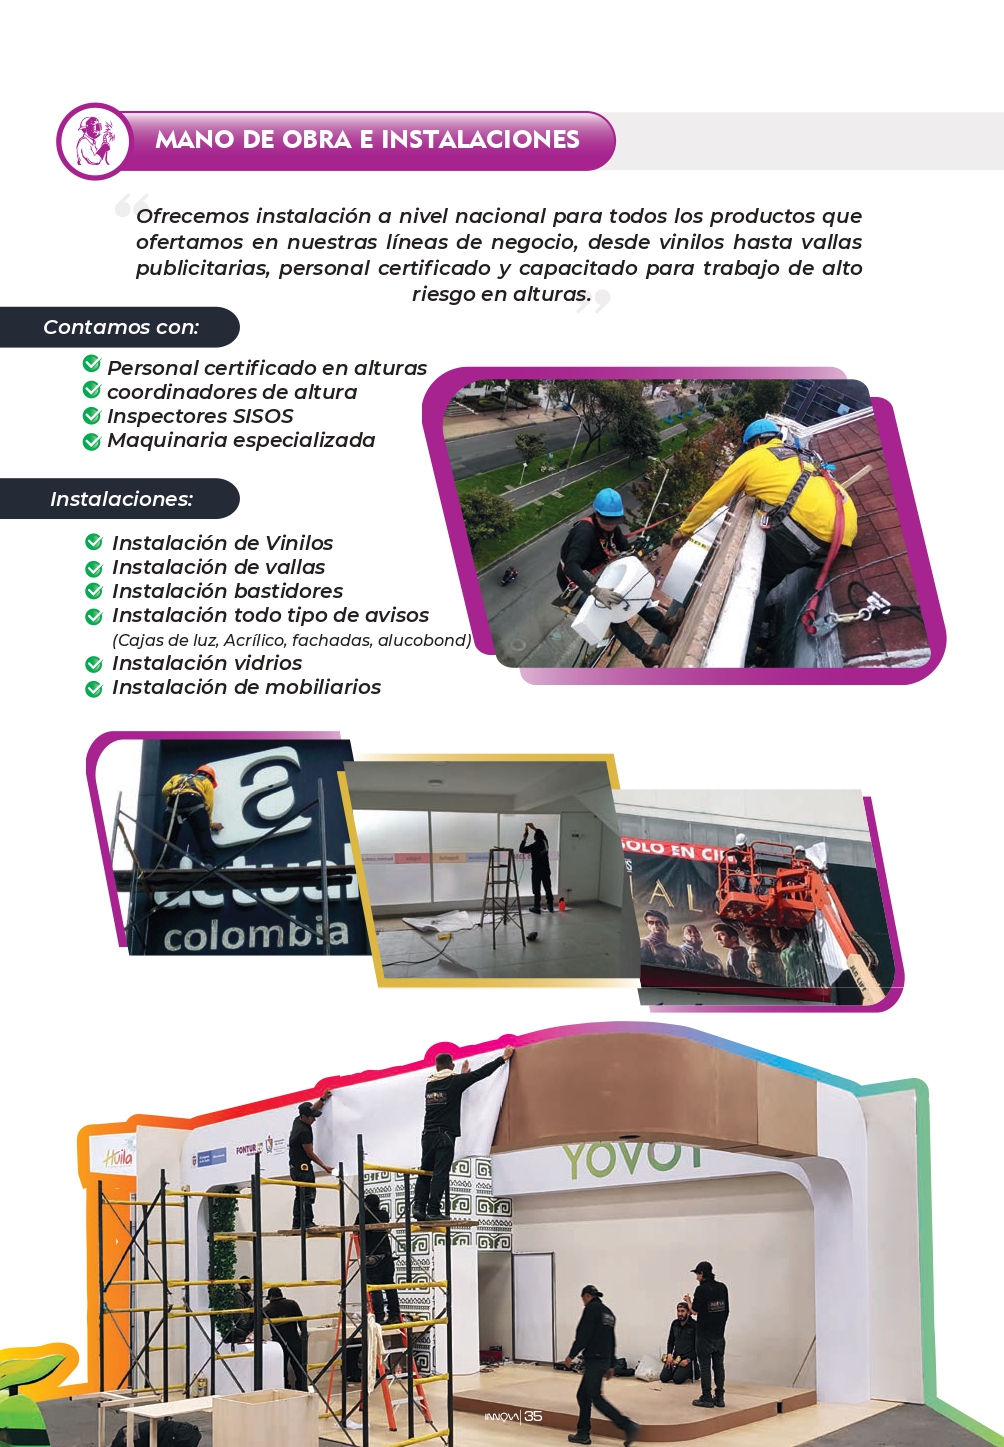 MANO DE OBRA E INSTALACIONES
“Ofrecemos instalación a nivel nacional para todos los productos que
ofertamos en nuestras líneas de negocio, desde vinilos hasta vallas
publicitarias, personal certificado y capacitado para trabajo de alto
riesgo en alturas.”
Contamos con:
Personal certificado en alturas
coordinadores de altura
Inspectores SISOS
Maquinaria especializada
Instalaciones:
Instalación de Vinilos
Instalación de vallas
Instalación bastidores
Instalación todo tipo de avisos
(Cajas de luz, Acrílico, fachadas, alucobond)
Instalación vidrios
Instalación de mobiliarios
a
actual
colombia
SOLO EN CI
Huila
FONTUR
YOVOY
INNOVA 35